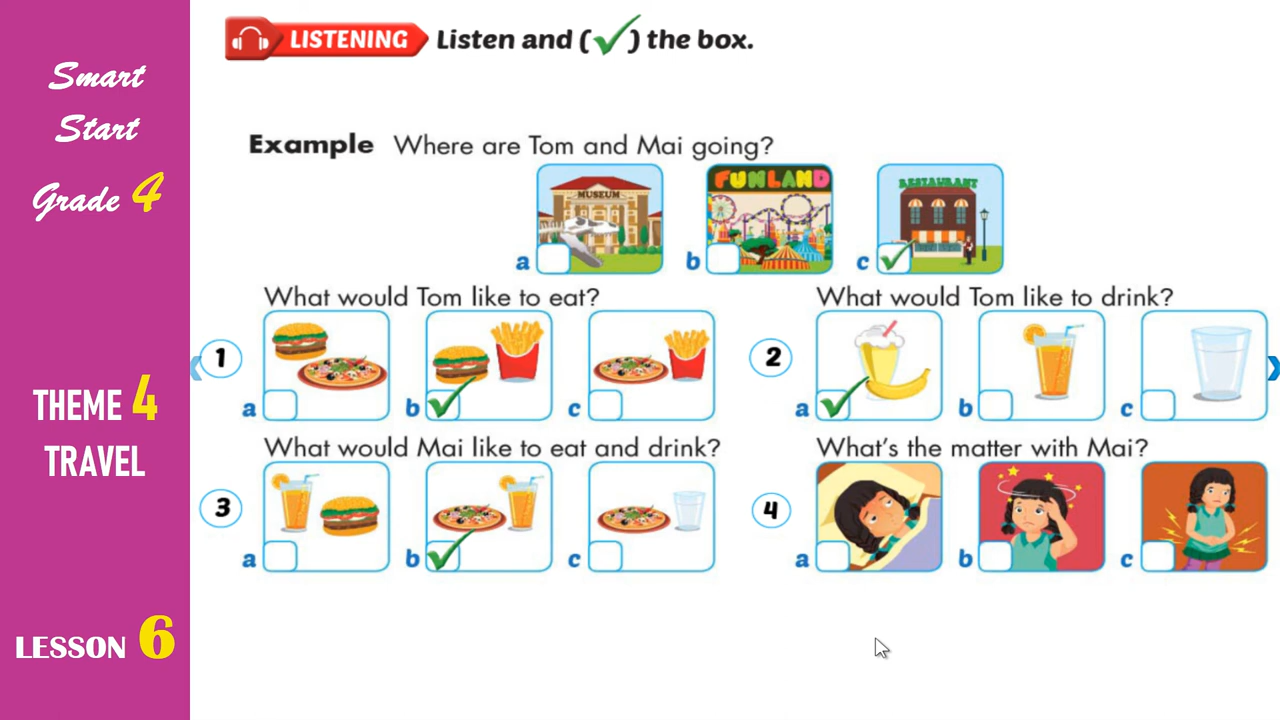 Smart
Start
Grade 4
THEME 4
TRAVEL
LESSON 6
LISTENING Listen and (✓) the box.
Example Where are Tom and Mai going?
MUSEUM
FUNLAND
RESTAURANT
a b c
What would Tom like to eat?
1
a b c
What would Tom like to drink?
2
a b c
What would Mai like to eat and drink?
3
a b c
What's the matter with Mai?
4
a b c